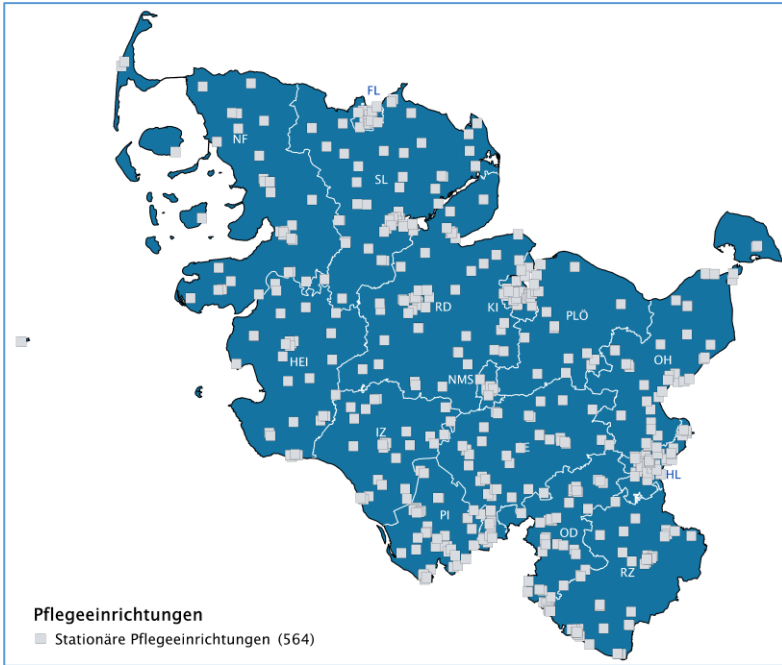 FL
NF
SL
RD
KI
PLÖ
OH
HEI
NMS
IZ
E
HL
PI
OD
RZ
Pflegeeinrichtungen
Stationäre Pflegeeinrichtungen (564)